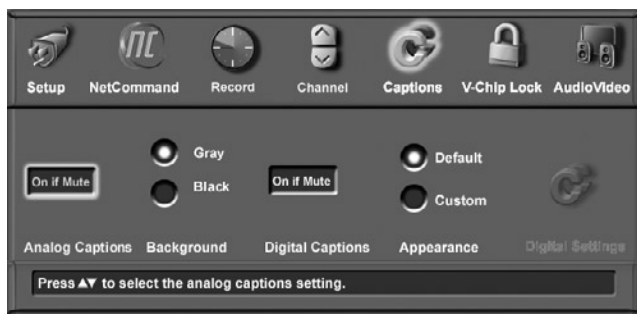 NC
Setup NetCommand Record Channel Captions V-Chip Lock AudioVideo
Gray Default
On if Mute On if Mute
Black Custom
Analog Captions Background Digital Captions Appearance Digital Settings
Press ▲▼ to select the analog captions setting.